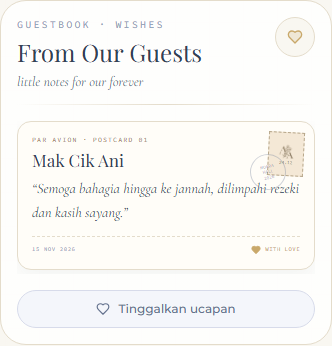 GUESTBOOK · WISHES
From Our Guests
little notes for our forever
PAR AVION · POSTCARD 01
Mak Cik Ani
“Semoga bahagia hingga ke jannah, dilimpahi rezeki
dan kasih sayang.”
15 NOV 2026
WITH LOVE
Tinggalkan ucapan